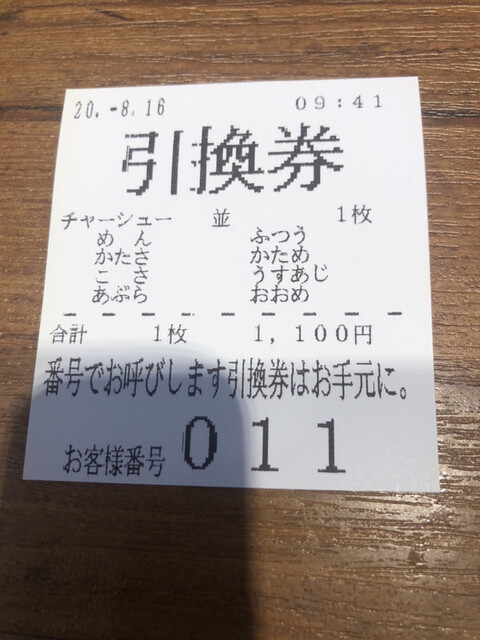 20.-8.16 09:41
引換券
チャーシュー 並 1枚
めん ふつう
かたさ かため
こさ うすあじ
あぶら おおめ
合計 1枚 1,100円
番号でお呼びします引換券はお手元に。
お客様番号 011